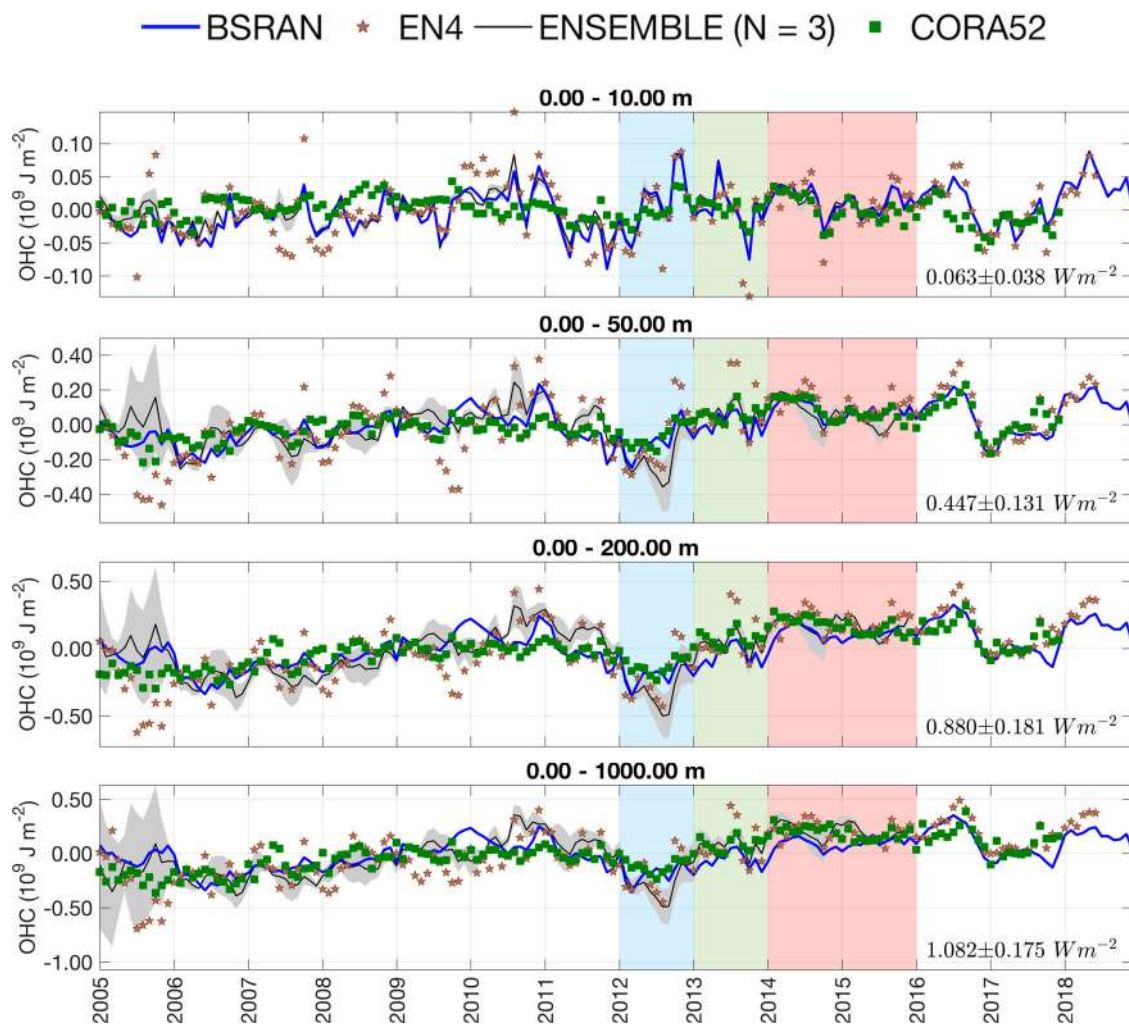 BSRAN EN4 ENSEMBLE (N = 3) CORA52
0.00 - 10.00 m
OHC (10⁹ J m⁻²)
0.10
0.05
0.00
-0.05
-0.10
0.063±0.038 Wm⁻²
0.00 - 50.00 m
OHC (10⁹ J m⁻²)
0.40
0.20
0.00
-0.20
-0.40
0.447±0.131 Wm⁻²
0.00 - 200.00 m
OHC (10⁹ J m⁻²)
0.50
0.00
-0.50
0.880±0.181 Wm⁻²
0.00 - 1000.00 m
OHC (10⁹ J m⁻²)
0.50
0.00
-0.50
-1.00
1.082±0.175 Wm⁻²
2005 2006 2007 2008 2009 2010 2011 2012 2013 2014 2015 2016 2017 2018